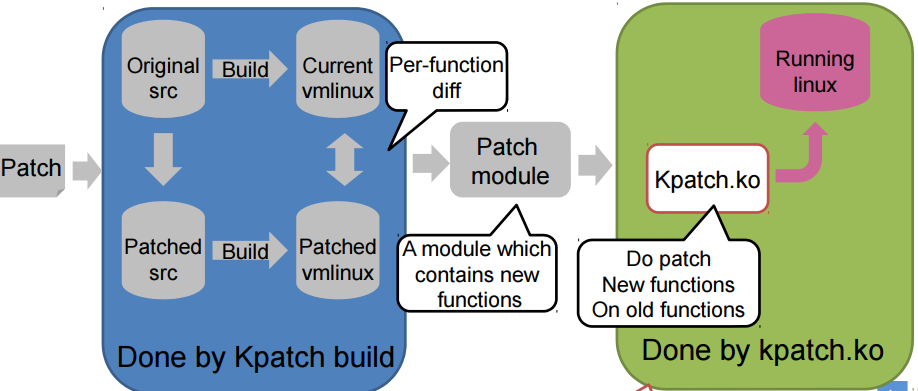 Original
src
Build
Current
vmlinux
Per-function
diff
Running
linux
Patch
Patch
module
Kpatch.ko
Patched
src
Build
Patched
vmlinux
A module which
contains new
functions
Do patch
New functions
On old functions
Done by Kpatch build
Done by kpatch.ko